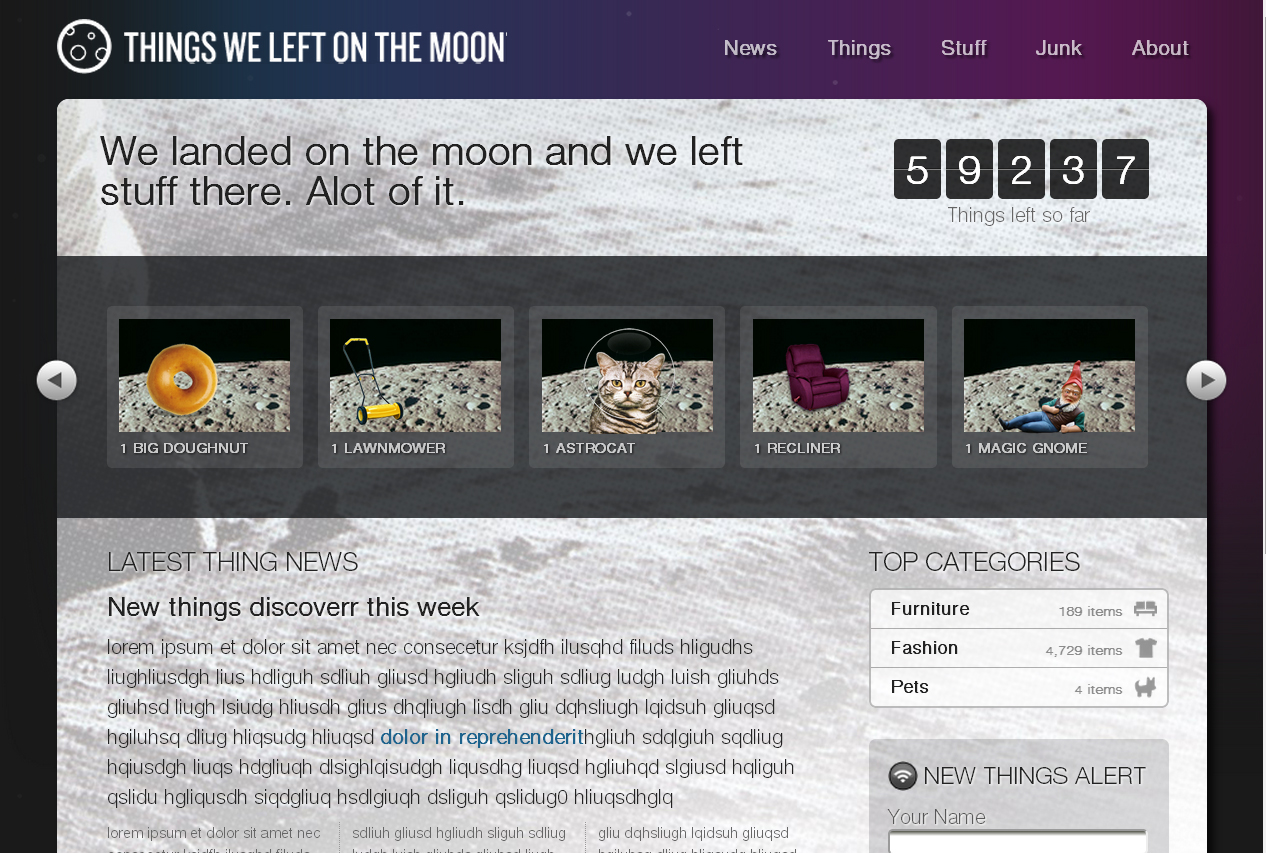 THINGS WE LEFT ON THE MOON
News
Things
Stuff
Junk
About
We landed on the moon and we left
stuff there. Alot of it.
5 9 2 3 7
Things left so far
1 BIG DOUGHNUT
1 LAWNMOWER
1 ASTROCAT
1 RECLINER
1 MAGIC GNOME
LATEST THING NEWS
New things discoverr this week
lorem ipsum et dolor sit amet nec consecetur ksjdfh ilusqhd filuds hligudhs
liughliusdgh lius hdliguh sdliuh gliusd hgliudh sliguh sdliug ludgh luish gliuhds
gliuhsd liugh lsiudg hliusdh glius dhqliugh lisdh gliu dqhsliugh lqidsuh gliuqsd
hgiluhsq dliug hliqsudg hliuqsd dolor in reprehenderithgliuh sdqlgiuh sqdliug
hqiusdgh liuqs hdgliuqh dlsighlqisudgh liqusdhg liuqsd hgliuhqd slgiusd hqliguh
qslidu hgliqusdh siqdgliuq hsdlgiuqh dsliguh qslidug0 hliuqsdhglq
lorem ipsum et dolor sit amet nec
sdliuh gliusd hgliudh sliguh sdliug
gliu dqhsliugh lqidsuh gliuqsd
TOP CATEGORIES
Furniture 189 items
Fashion 4,729 items
Pets 4 items
NEW THINGS ALERT
Your Name